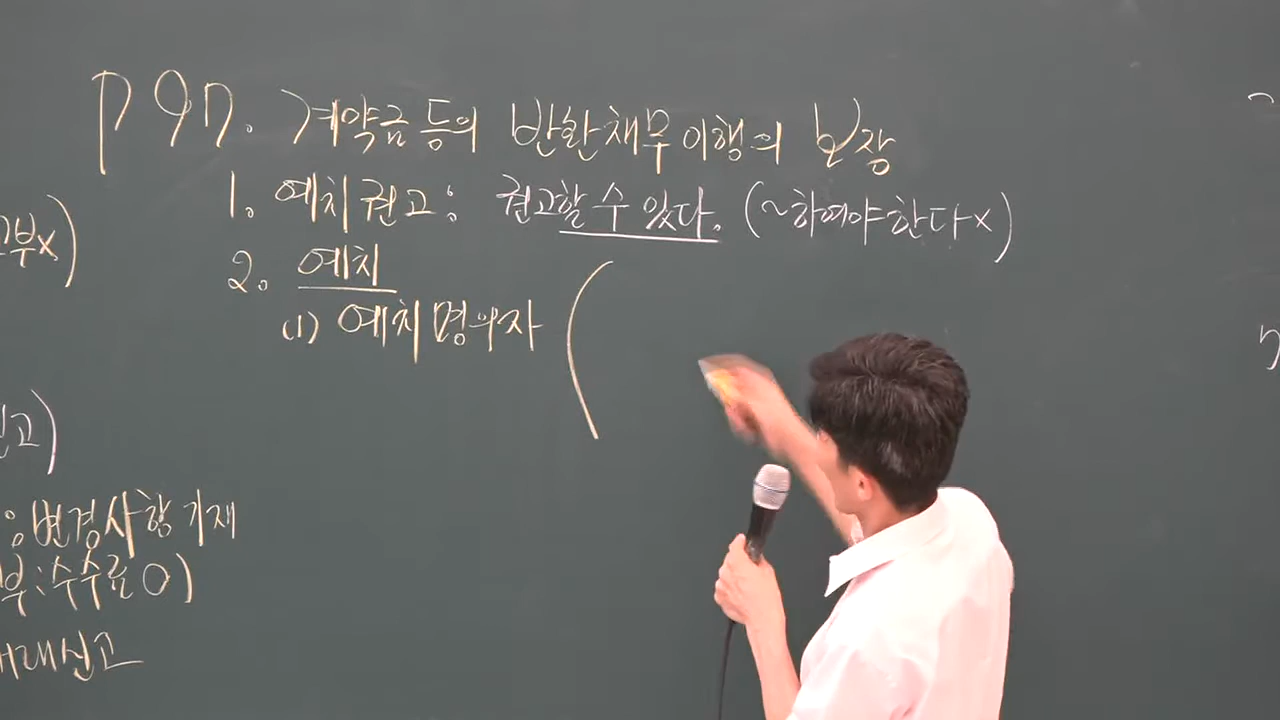 P 97. 계약금 등의 반환채무이행의 보장
1. 예치권고 : 권고할 수 있다. (~하여야 한다 x)
2. 예치
(1) 예치명의자 (
부x)
고)
: 변경사항 기재
부 : 수수료 O)
거래신고